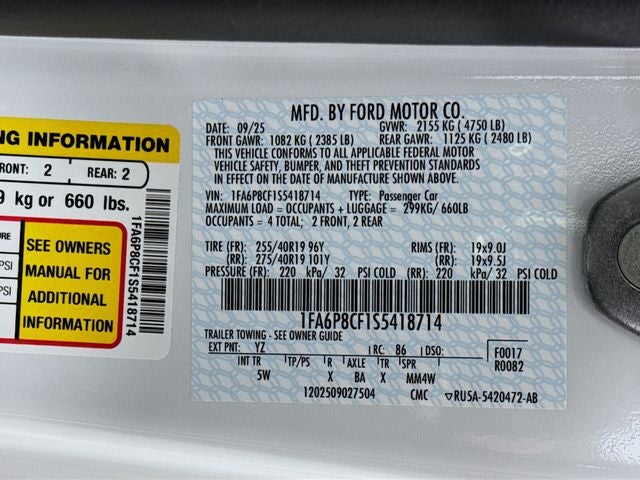 NG INFORMATION
FRONT: 2 REAR: 2
9 kg or 660 lbs.
SEE OWNERS
MANUAL FOR
ADDITIONAL
INFORMATION
PSI
PSI
1FA6P8CF1S5418714
MFD. BY FORD MOTOR CO.
DATE: 09/25 GVWR: 2155 KG ( 4750 LB)
FRONT GAWR: 1082 KG ( 2385 LB) REAR GAWR: 1125 KG ( 2480 LB)
THIS VEHICLE CONFORMS TO ALL APPLICABLE FEDERAL MOTOR
VEHICLE SAFETY, BUMPER, AND THEFT PREVENTION STANDARDS
IN EFFECT ON THE DATE OF MANUFACTURE SHOWN ABOVE.
VIN: 1FA6P8CF1S5418714 TYPE: Passenger Car
MAXIMUM LOAD = OCCUPANTS + LUGGAGE = 299KG/ 660LB
OCCUPANTS = 4 TOTAL; 2 FRONT, 2 REAR
TIRE (FR): 255/40R19 96Y RIMS (FR): 19x9.0J
(RR): 275/40R19 101Y (RR): 19x9.5J
PRESSURE (FR): 220 kPa/ 32 PSI COLD (RR): 220 kPa/ 32 PSI COLD
1FA6P8CF1S5418714
TRAILER TOWING - SEE OWNER GUIDE
EXT PNT: YZ RC: 86 DSO: F0017
R0082
INT TR TP/PS R AXLE TR SPR
5W X BA X MM4W
1202509027504 CMC RU5A-5420472-AB